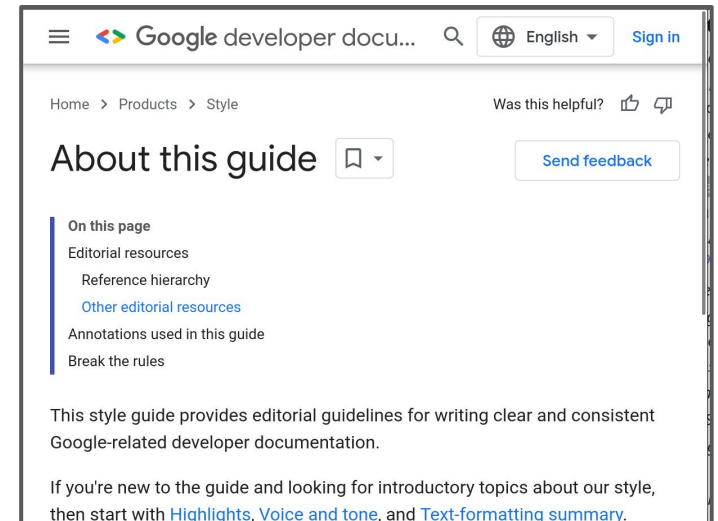 Google developer docu...
English
Sign in
Home > Products > Style
Was this helpful?
About this guide
Send feedback
On this page
Editorial resources
Reference hierarchy
Other editorial resources
Annotations used in this guide
Break the rules
This style guide provides editorial guidelines for writing clear and consistent
Google-related developer documentation.
If you're new to the guide and looking for introductory topics about our style,
then start with Highlights, Voice and tone, and Text-formatting summary.